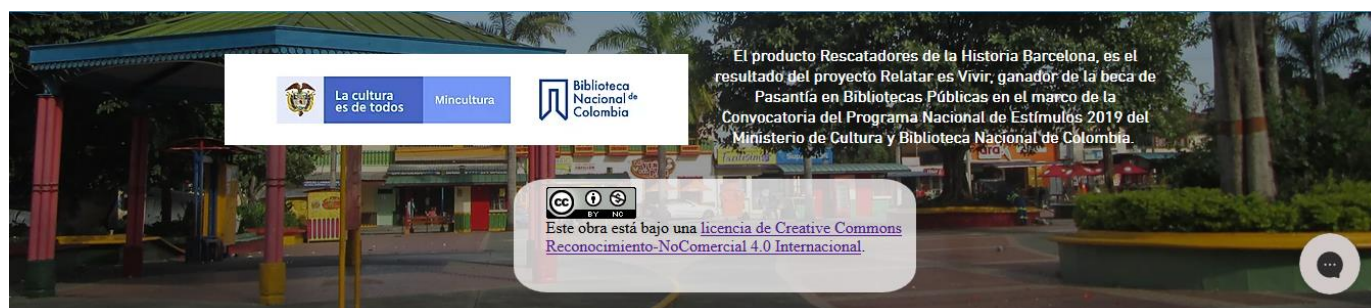 La cultura
es de todos
Mincultura
Biblioteca
Nacional de
Colombia
El producto Rescatadores de la Historia Barcelona, es el
resultado del proyecto Relatar es Vivir, ganador de la beca de
Pasantía en Bibliotecas Públicas en el marco de la
Convocatoria del Programa Nacional de Estímulos 2019 del
Ministerio de Cultura y Biblioteca Nacional de Colombia.
cc
BY NC
Este obra está bajo una licencia de Creative Commons
Reconocimiento-NoComercial 4.0 Internacional.